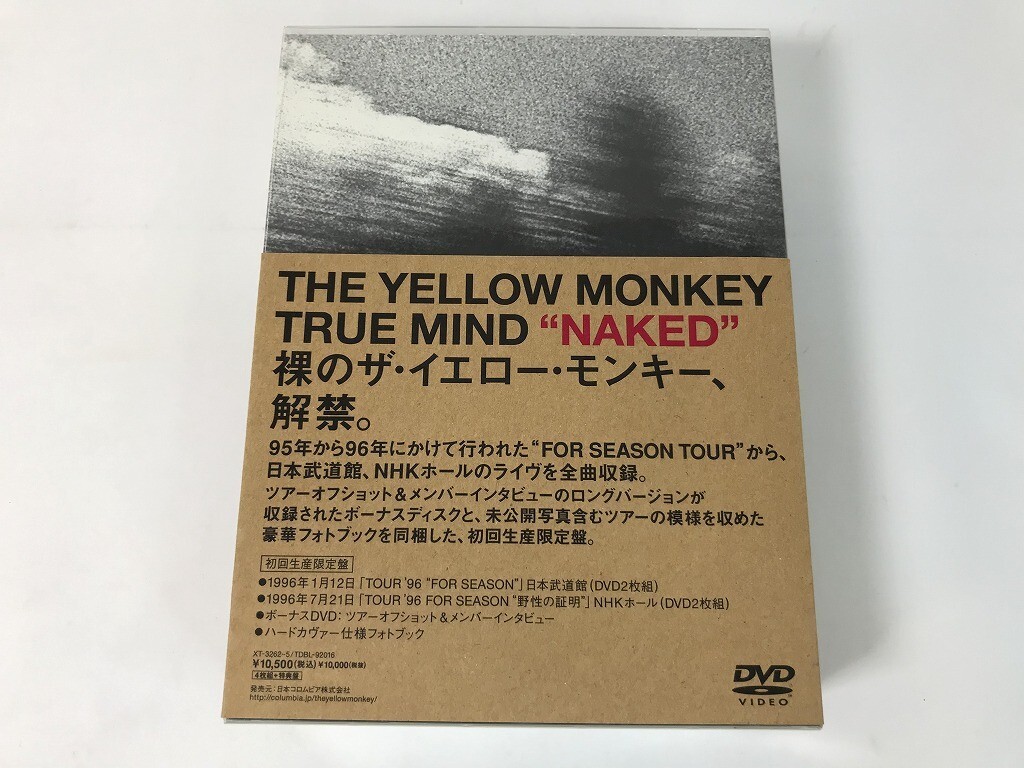 THE YELLOW MONKEY
TRUE MIND “NAKED”
裸のザ・イエロー・モンキー、
解禁。
95年から96年にかけて行われた“FOR SEASON TOUR”から、
日本武道館、NHKホールのライヴを全曲収録。
ツアーオフショット＆メンバーインタビューのロングバージョンが
収録されたボーナスディスクと、未公開写真含むツアーの模様を収めた
豪華フォトブックを同梱した、初回生産限定盤。
初回生産限定盤
●1996年1月12日「TOUR '96 “FOR SEASON”」日本武道館（DVD2枚組）
●1996年7月21日「TOUR '96 FOR SEASON “野性の証明”」NHKホール（DVD2枚組）
●ボーナスDVD：ツアーオフショット＆メンバーインタビュー
●ハードカヴァー仕様フォトブック
XT-3262-5/TDBL-92016
¥10,500（税込）¥10,000（税抜）
4枚組＋特典盤
発売元：日本コロムビア株式会社
http://columbia.jp/theyellowmonkey/
DVD
VIDEO